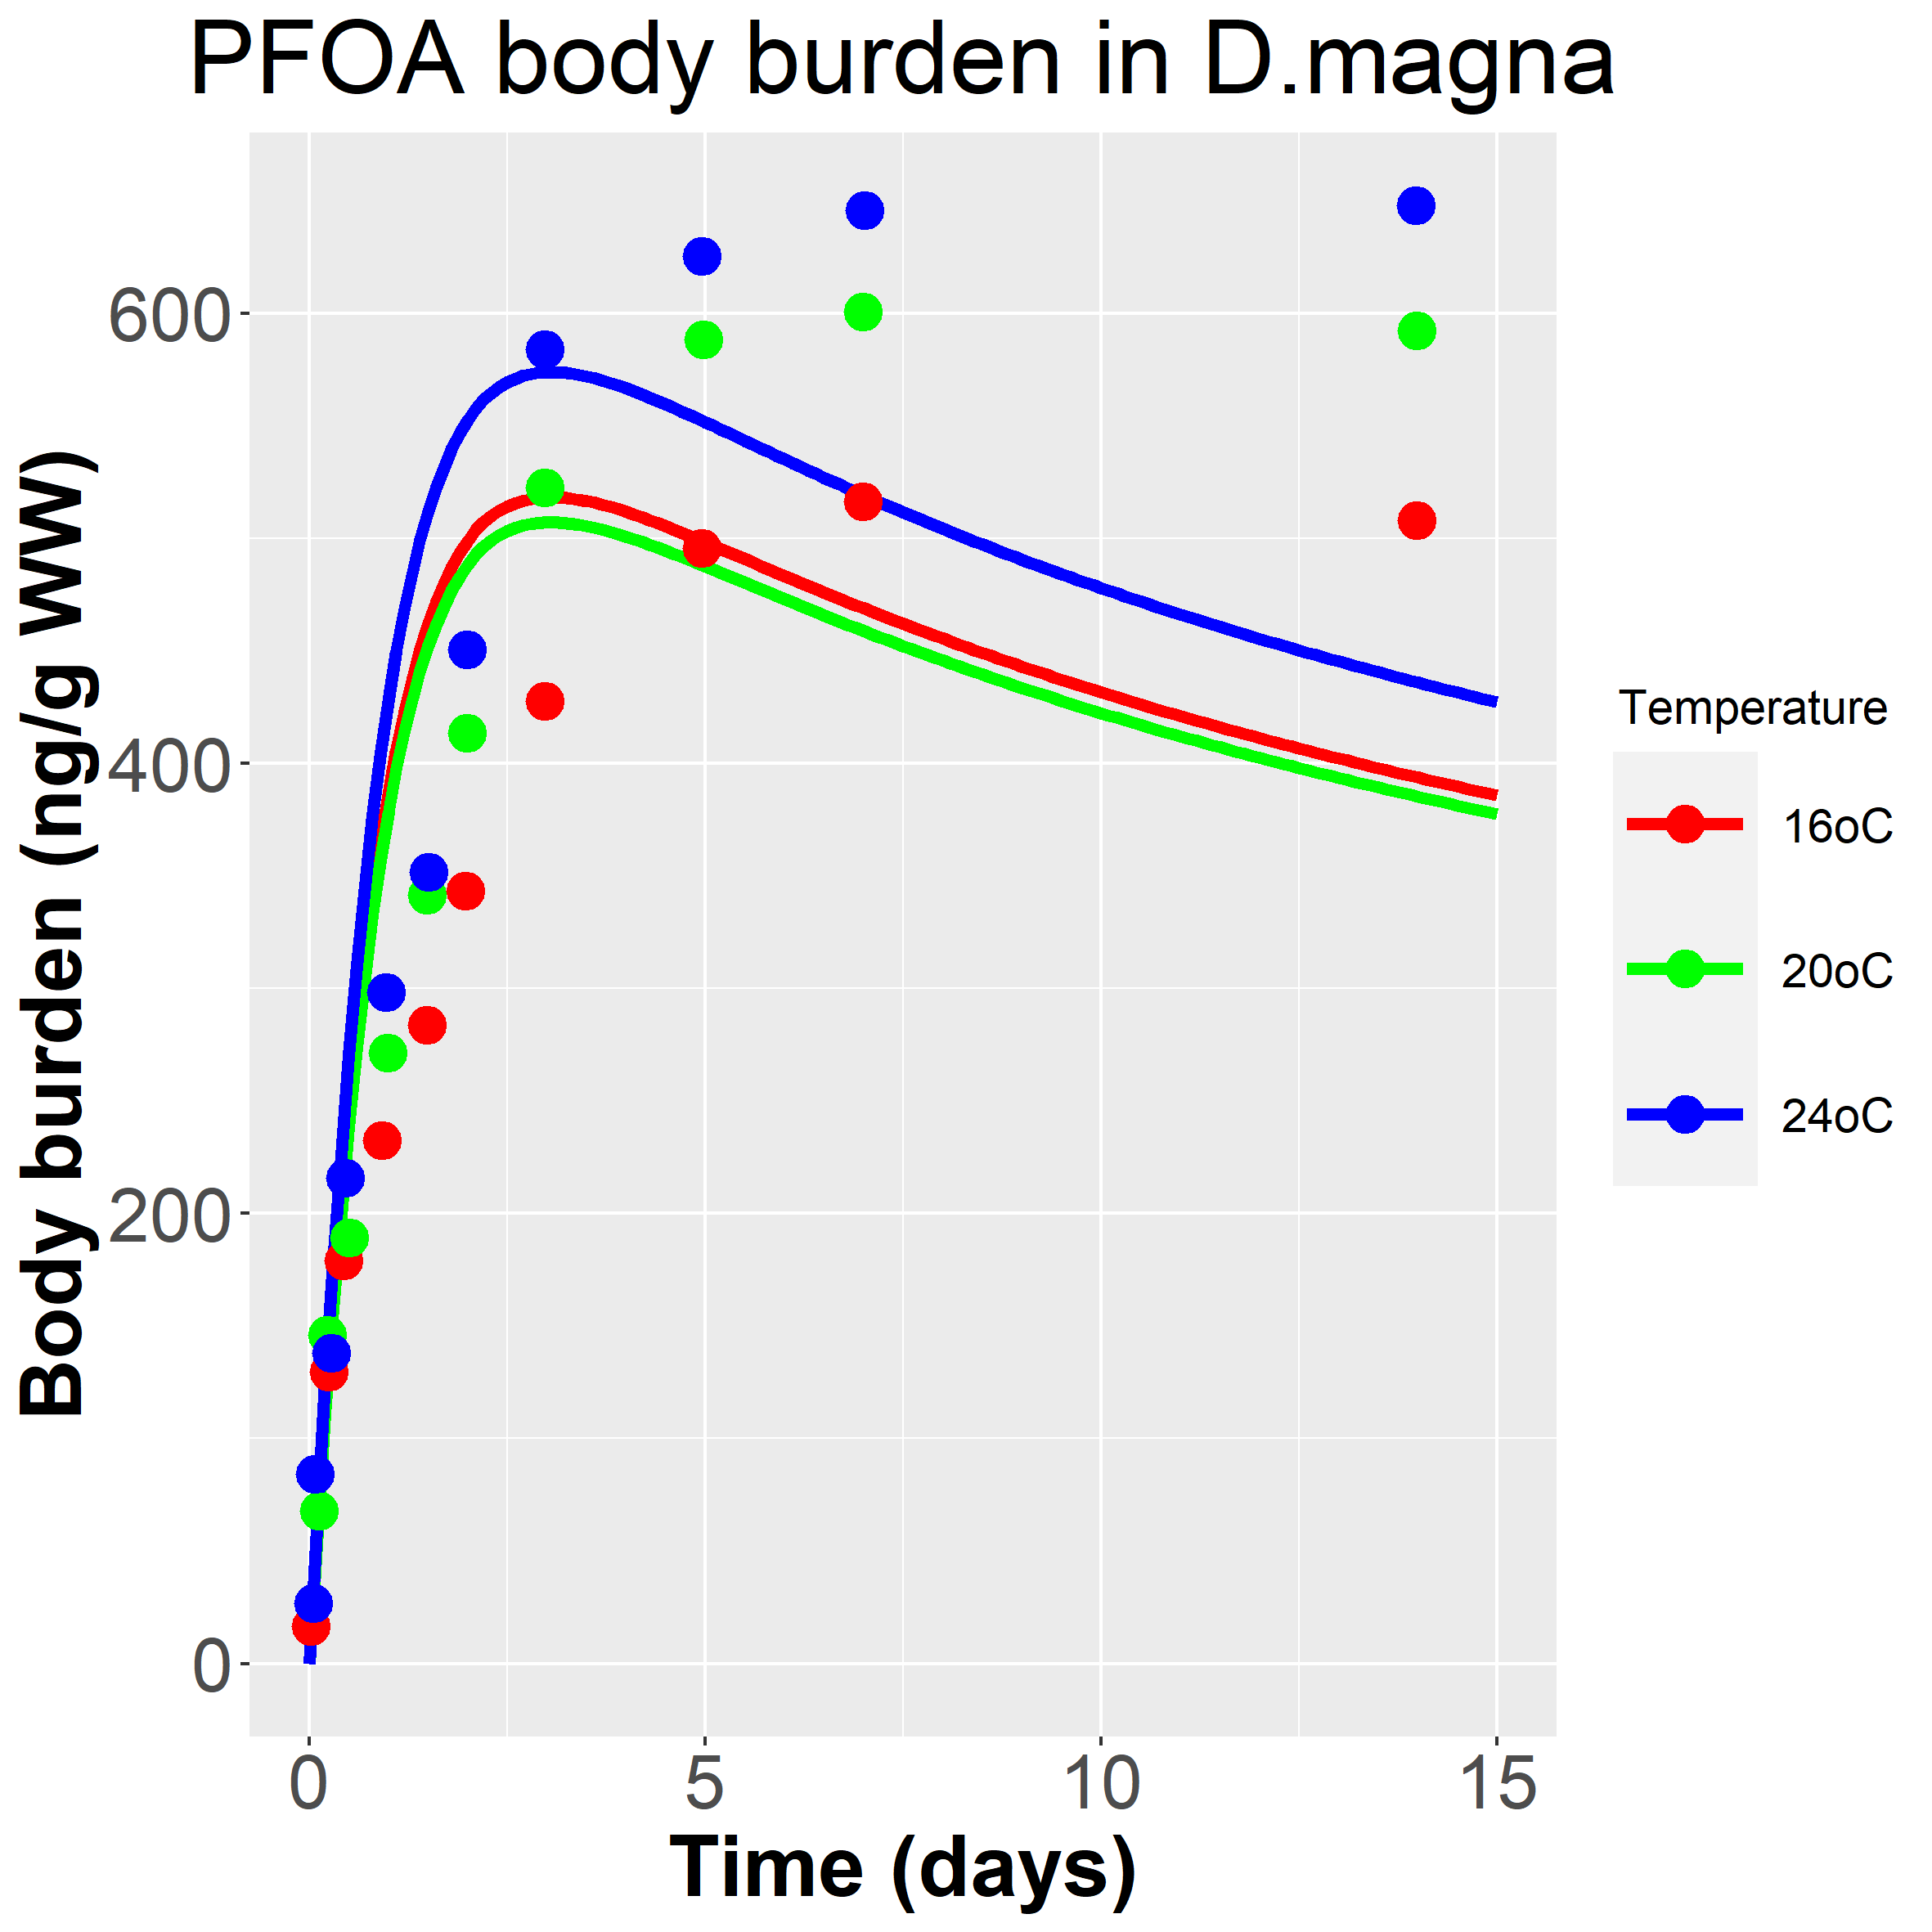 PFOA body burden in D.magna
Body burden (ng/g WW)
600
400
200
0
0 5 10 15
Time (days)
Temperature
16oC
20oC
24oC